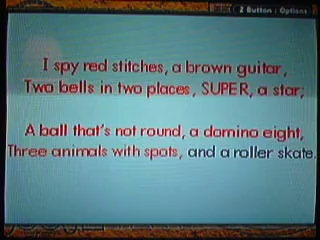 Z Button : Options
I spy red stitches, a brown guitar,
Two bells in two places, SUPER, a star;
A ball that's not round, a domino eight,
Three animals with spots, and a roller skate.